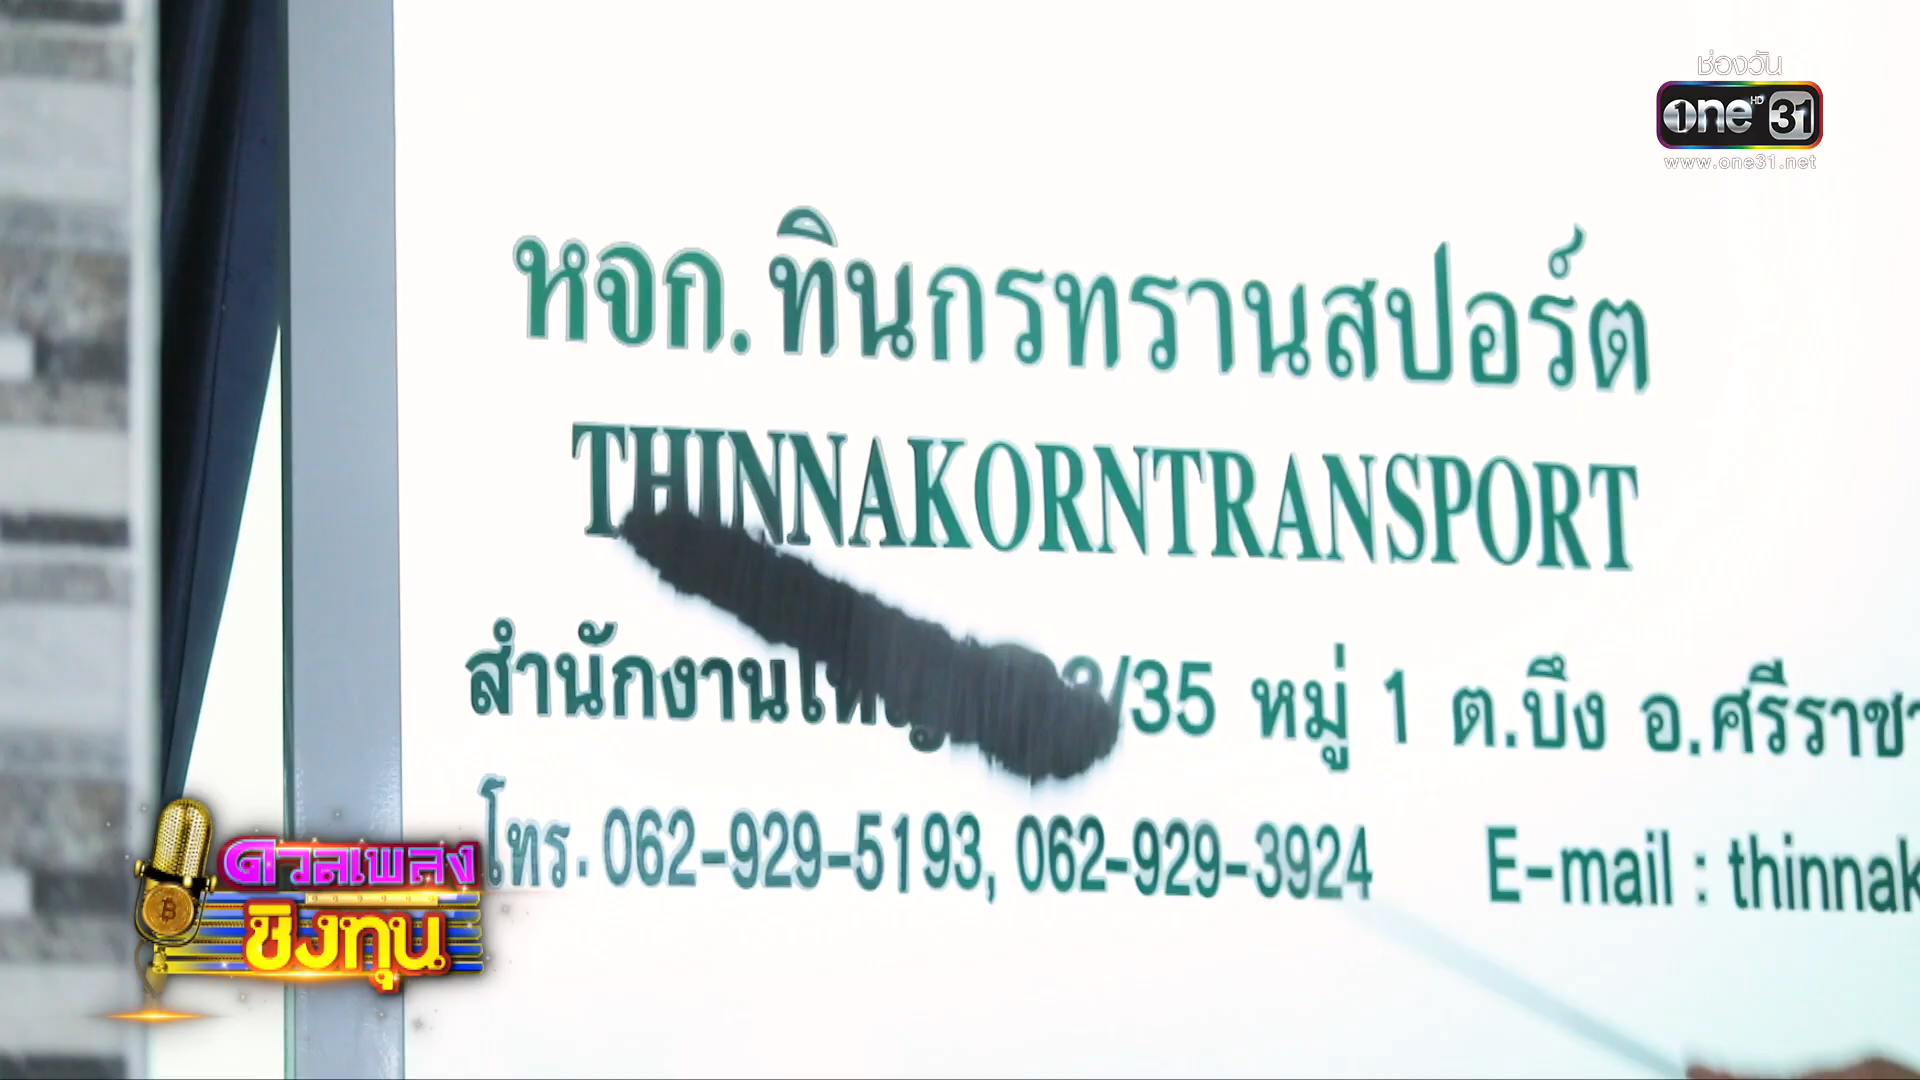 ช่องวัน
one HD 31
www.one31.net
หจก.ทินกรทรานสปอร์ต
THINNAKORNTRANSPORT
สำนักงานใหญ่ /35 หมู่ 1 ต.บึง อ.ศรีราชา
โทร. 062-929-5193, 062-929-3924 E-mail : thinnak
ดวลเพลง
ชิงทุน